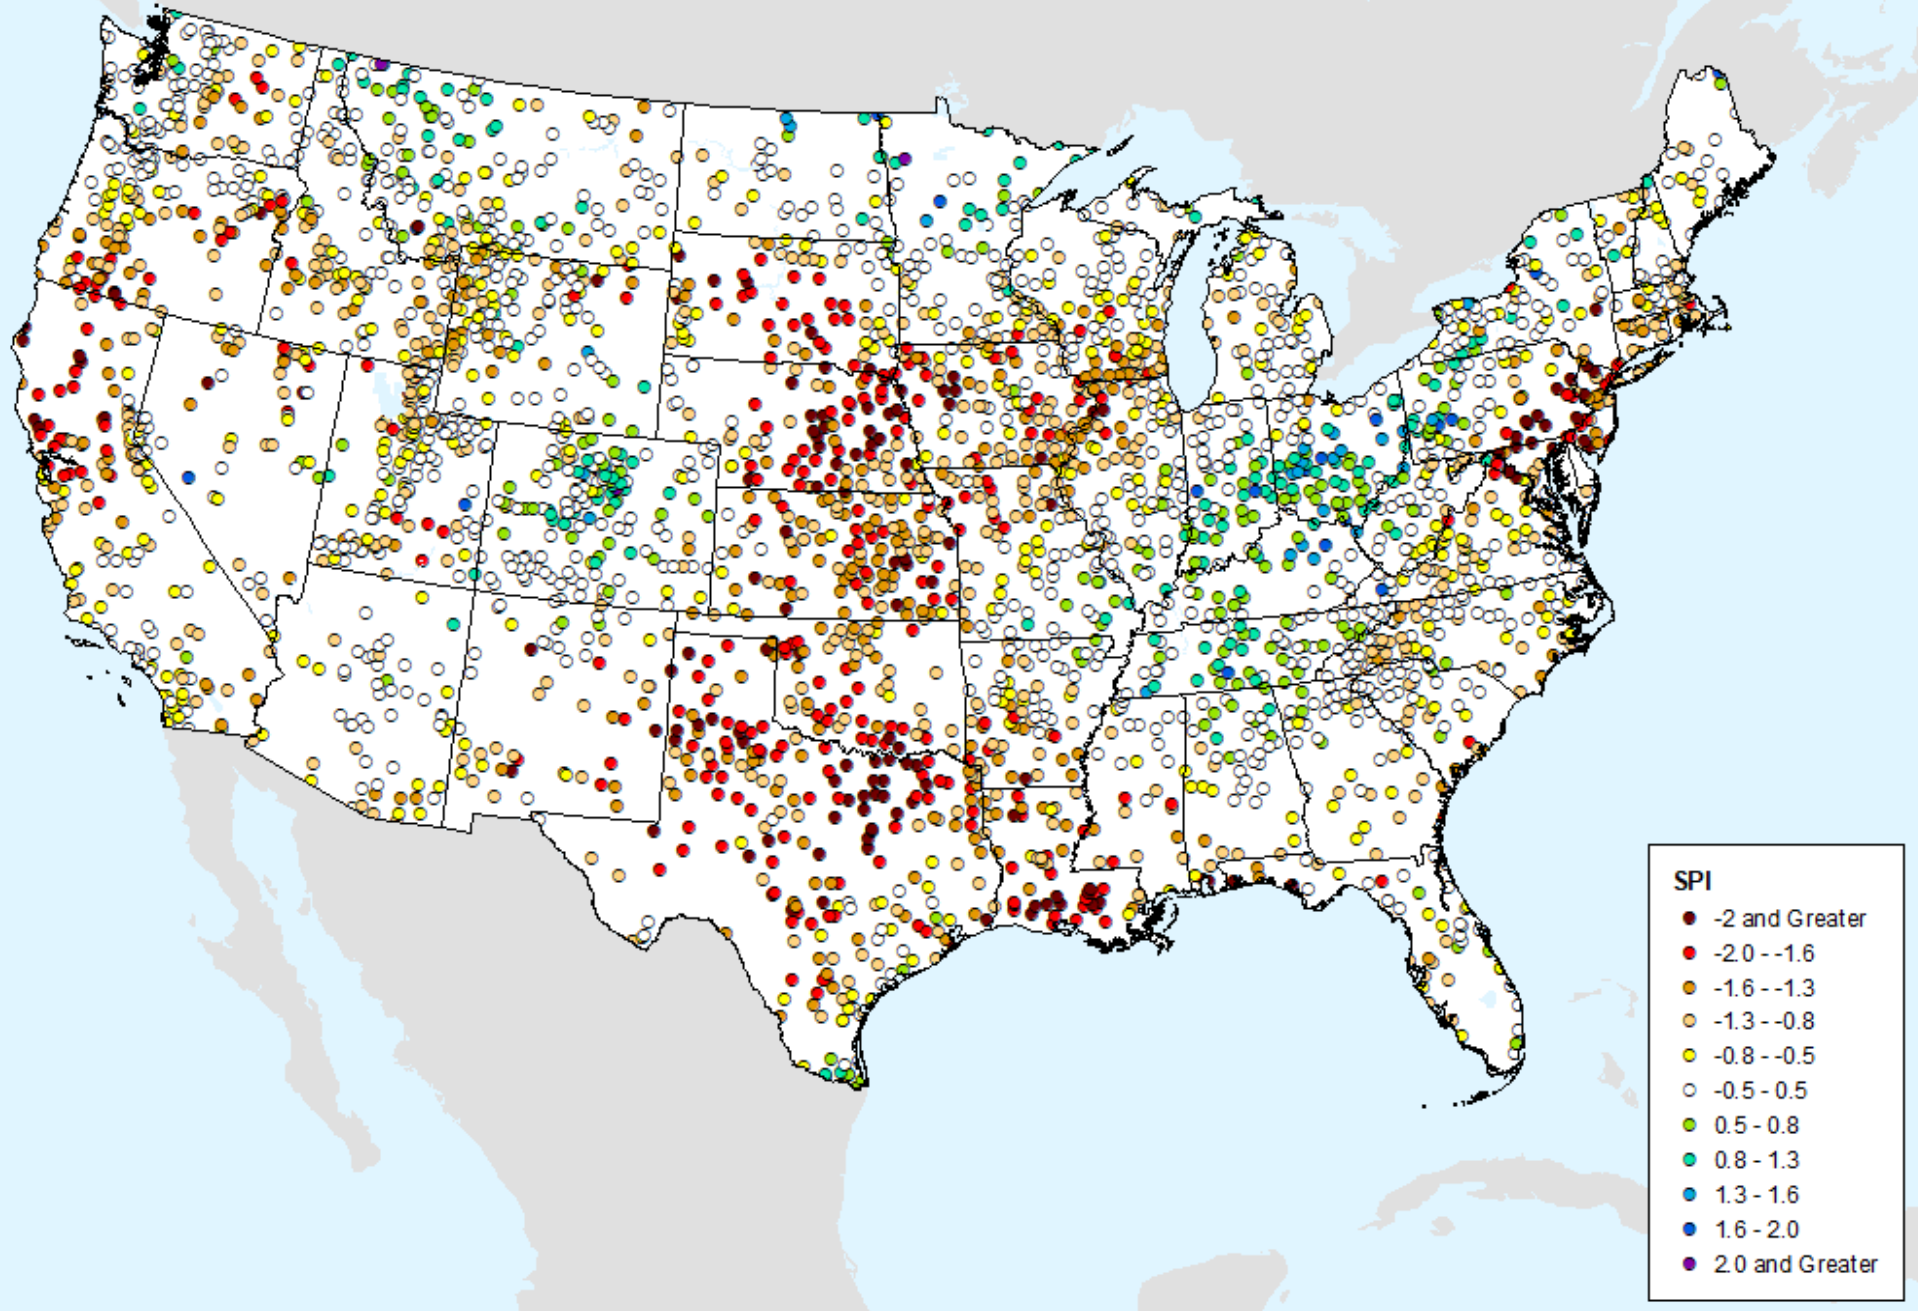 SPI
-2 and Greater
-2.0 - -1.6
-1.6 - -1.3
-1.3 - -0.8
-0.8 - -0.5
-0.5 - 0.5
0.5 - 0.8
0.8 - 1.3
1.3 - 1.6
1.6 - 2.0
2.0 and Greater